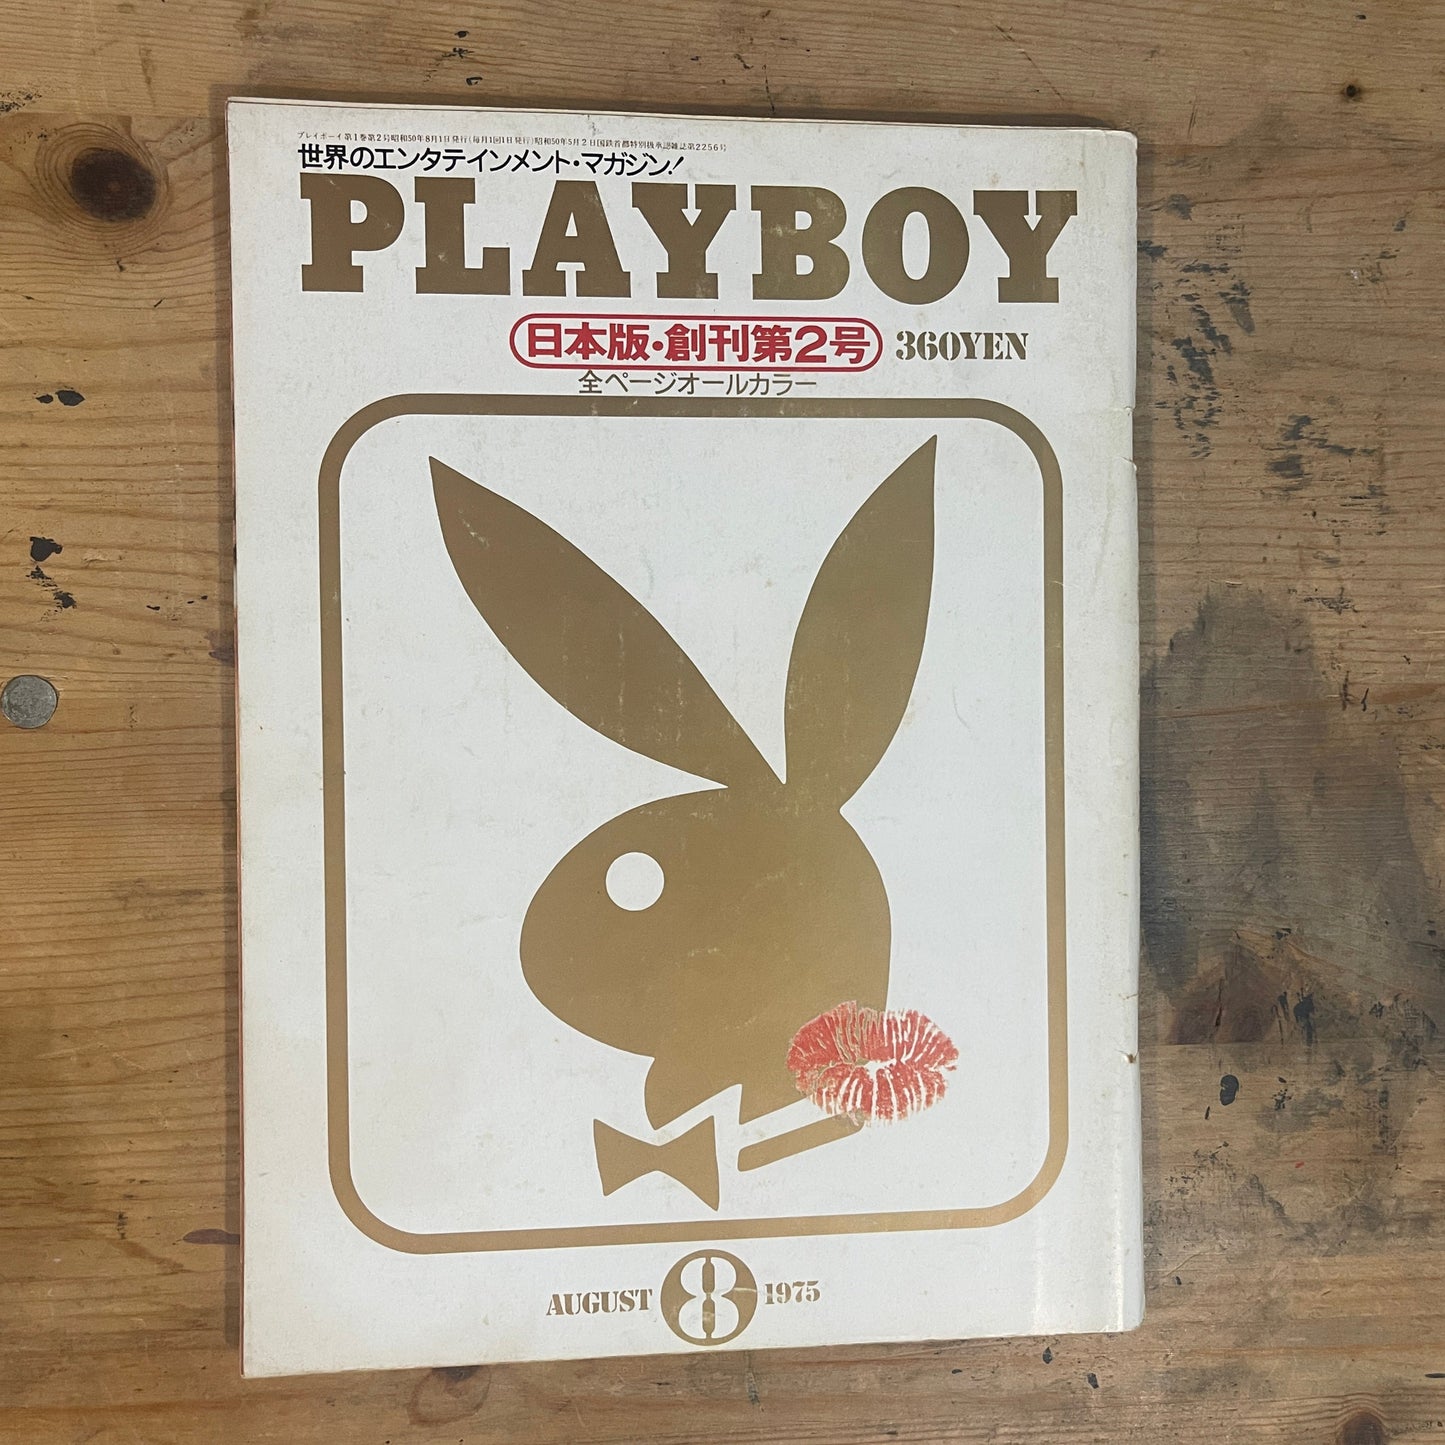 プレイボーイ第1巻第2号昭和50年8月1日発行(毎月1回1日発行)昭和50年5月2日国鉄首都特別扱承認雑誌第2256号
世界のエンタテインメント・マガジン!
PLAYBOY
日本版・創刊第2号 360YEN
全ページオールカラー
AUGUST 8 1975